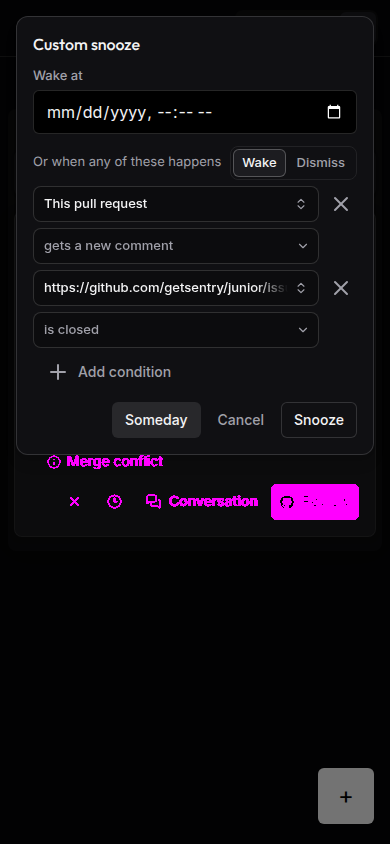 Custom snooze
Wake at
mm/dd/yyyy, --:-- --
Or when any of these happens Wake Dismiss
This pull request
gets a new comment
https://github.com/getsentry/junior/iss
is closed
+ Add condition
Someday Cancel Snooze
Merge conflict
Conversation
+